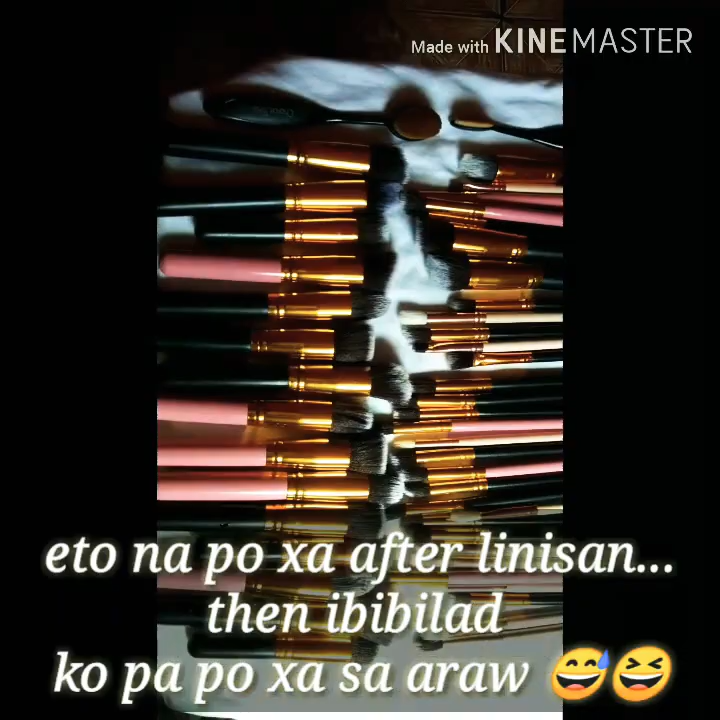 Made with KINEMASTER
eto na po xa after linisan...
then ibibilad
ko pa po xa sa araw 😅😆